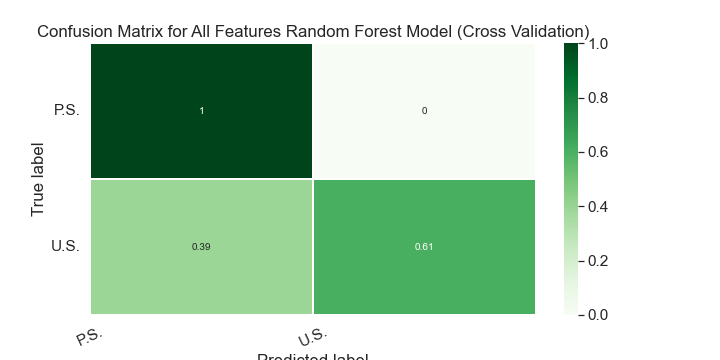 Confusion Matrix for All Features Random Forest Model (Cross Validation)
1.0
P.S.
1
0
0.8
True label
0.6
0.4
U.S.
0.39
0.61
0.2
0.0
P.S.
U.S.
Predicted label